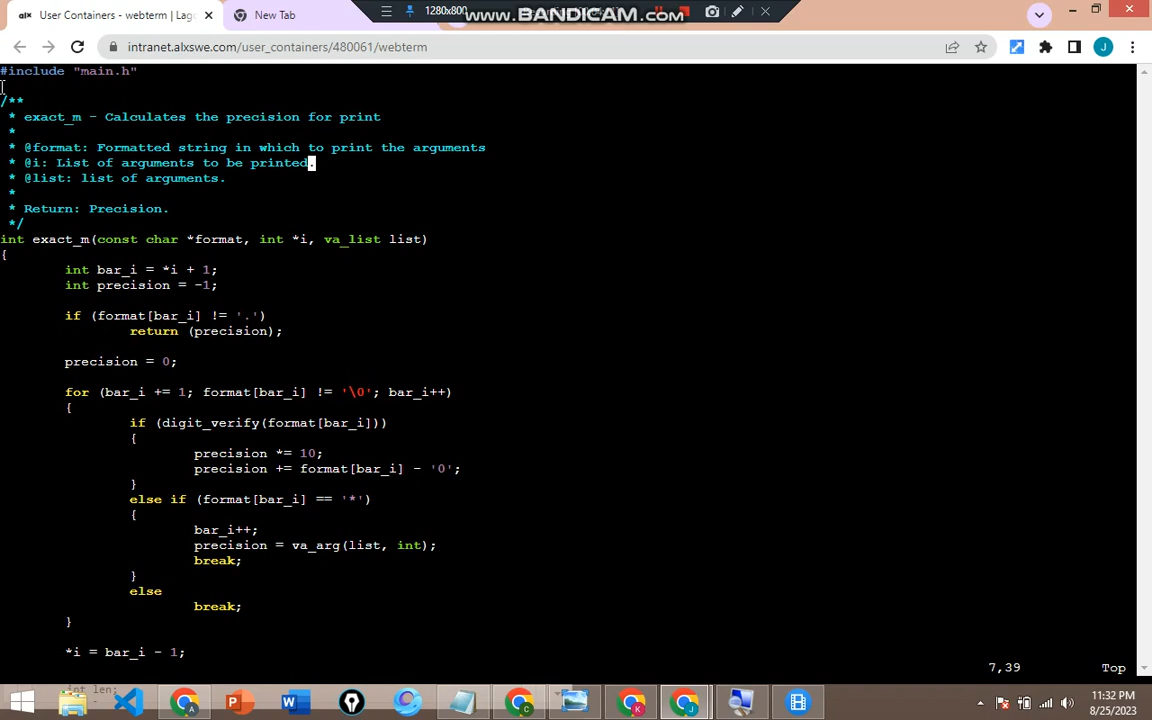 User Containers - webterm | Lag
New Tab
1280x800
www.BANDICAM.com
intranet.alxswe.com/user_containers/480061/webterm
J
#include "main.h"
/**
 * exact_m - Calculates the precision for print
 *
 * @format: Formatted string in which to print the arguments
 * @i: List of arguments to be printed.
 * @list: list of arguments.
 *
 * Return: Precision.
 */
int exact_m(const char *format, int *i, va_list list)
{
int bar_i = *i + 1;
int precision = -1;
if (format[bar_i] != '.')
return (precision);
precision = 0;
for (bar_i += 1; format[bar_i] != '\0'; bar_i++)
{
if (digit_verify(format[bar_i]))
{
precision *= 10;
precision += format[bar_i] - '0';
}
else if (format[bar_i] == '*')
{
bar_i++;
precision = va_arg(list, int);
break;
}
else
break;
}
*i = bar_i - 1;
7,39 Top
int len;
11:32 PM
8/25/2023